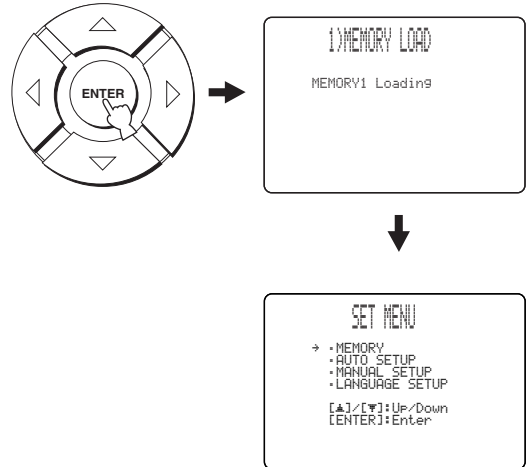 ENTER
1)MEMORY LOAD
MEMORY1 Loading
SET MENU
→ ・MEMORY
・AUTO SETUP
・MANUAL SETUP
・LANGUAGE SETUP
[▲]/[▼]:Up/Down
[ENTER]:Enter